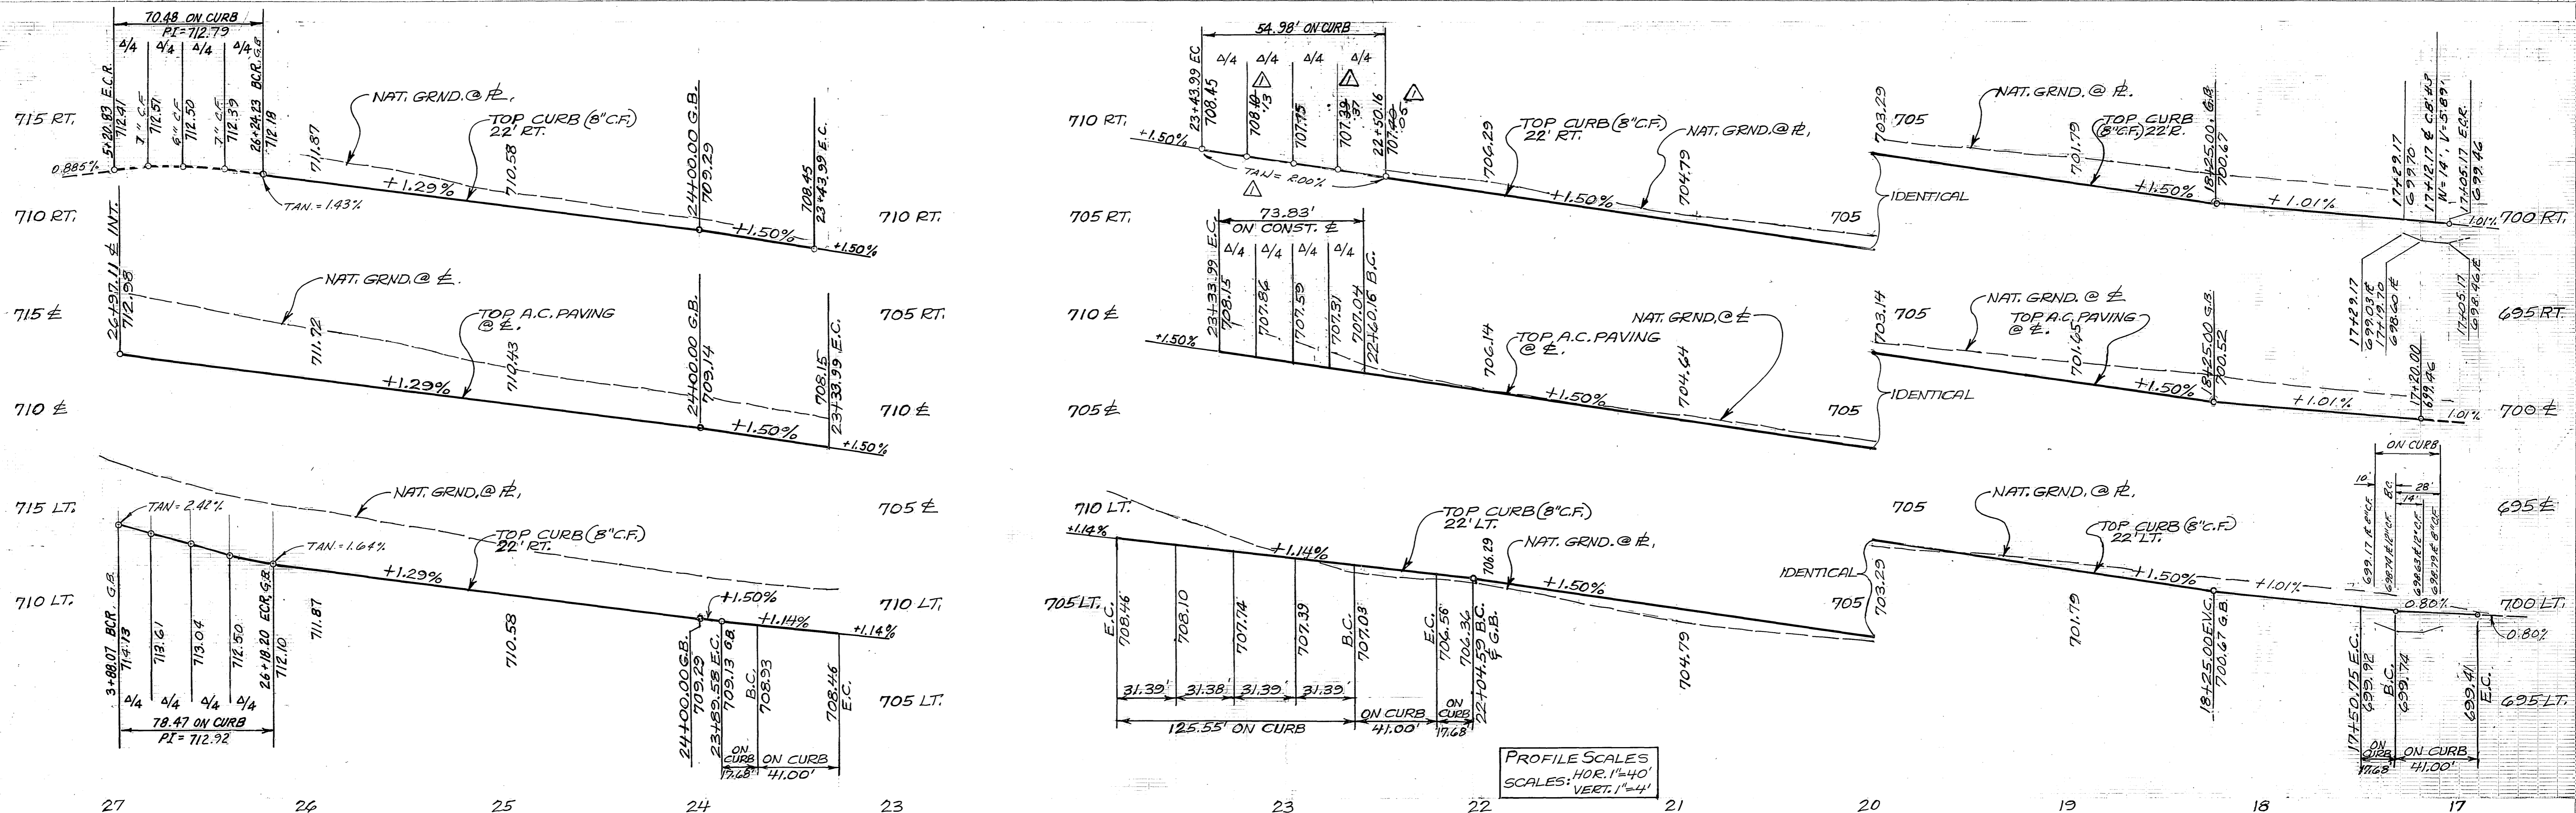 70.48 ON CURB
PI=712.79
Δ/4 Δ/4 Δ/4 Δ/4
5+20.83 E.C.R.
712.41
7" C.F.
712.51
6" C.F.
712.50
7" C.F.
712.39
26+24.23 BCR, G.B.
712.18
715 RT.
0.885%
711.87
NAT. GRND. @ ⅊.
TOP CURB (8"C.F.)
22' RT.
710.58
24+00.00 G.B.
709.29
708.45
23+43.99 E.C.
+1.29%
TAN. = 1.43%
710 RT.
+1.50%
+1.50%
710 RT.
26+97.11 ℄ INT.
712.98
NAT. GRND. @ ℄.
715 ℄
711.72
TOP A.C. PAVING
@ ℄.
710.43
24+00.00 G.B.
709.14
708.15
23+33.99 E.C.
705 RT.
+1.29%
710 ℄
+1.50%
+1.50%
710 ℄
NAT. GRND. @ ⅊.
715 LT.
TAN = 2.42%
TAN. = 1.64%
TOP CURB (8"C.F.)
22' RT.
705 ℄
+1.29%
710 LT.
3+88.07 BCR, G.B.
714.13
713.61
713.04
712.50
26+18.20 ECR, G.B.
712.10
711.87
710.58
+1.50%
+1.14%
+1.14%
710 LT.
24+00.00 G.B.
709.29
23+89.58 E.C.
709.13 G.B.
B.C.
708.93
708.46
E.C.
705 LT.
Δ/4 Δ/4 Δ/4 Δ/4
78.47 ON CURB
PI = 712.92
ON
CURB
17.68'
ON CURB
41.00'
27 26 25 24 23
54.98' ON CURB
Δ/4 Δ/4 Δ/4 Δ/4
23+43.99 EC
708.45
1
.13
707.75
1
.37
22+50.16
.05
1
710 RT.
+1.50%
TAN = 2.00%
1
706.29
TOP CURB (8"C.F.)
22' RT.
NAT. GRND. @ ⅊.
704.79
+1.50%
705 RT.
705
703.29
705
IDENTICAL
NAT. GRND. @ ⅊.
701.79
TOP CURB
(8"C.F.) 22'R.
18+25.00 G.B.
700.67
+1.50%
+1.01%
17+29.17
699.70
W=14', V=5.89'
17+05.17 E.C.R.
699.46
1.01%
700 RT.
73.83'
ON CONST. ℄
Δ/4 Δ/4 Δ/4 Δ/4
23+33.99 E.C.
708.15
707.86
707.59
707.31
707.04
22+60.16 B.C.
710 ℄
+1.50%
706.14
TOP A.C. PAVING
@ ℄.
NAT. GRND. @ ℄
704.64
+1.50%
705 ℄
705
703.14
705
IDENTICAL
NAT. GRND. @ ℄
TOP A.C. PAVING
@ ℄.
701.65
18+25.00 G.B.
700.52
+1.50%
+1.01%
17+29.17
17+19.70
17+05.17
17+20.00
699.46
695 RT.
1.01%
700 ℄
710 LT.
+1.14%
E.C.
708.46
708.10
707.74
707.39
B.C.
707.03
E.C.
706.56
706.36
22+04.59 B.C.
& G.B.
706.29
+1.14%
TOP CURB (8"C.F.)
22' LT.
NAT. GRND. @ ⅊.
+1.50%
704.79
705 LT.
31.39' 31.38' 31.39' 31.39'
125.55' ON CURB
ON CURB
41.00'
ON
CURB
17.68'
IDENTICAL
705
703.29
705
NAT. GRND. @ ⅊.
TOP CURB (8"C.F.)
22' LT.
701.79
+1.50%
+1.01%
18+25.00 E.V.C.
700.67 G.B.
ON CURB
10'
B.C.
28'
14'
695 ℄
0.80%
700 LT.
0.80%
17+50.75 E.C.
699.92
B.C.
699.74
699.41
E.C.
695 LT.
ON
CURB
17.68'
ON CURB
41.00'
PROFILE SCALES
SCALES: HOR. 1"=40'
VERT. 1"=4'
23 22 21 20 19 18 17